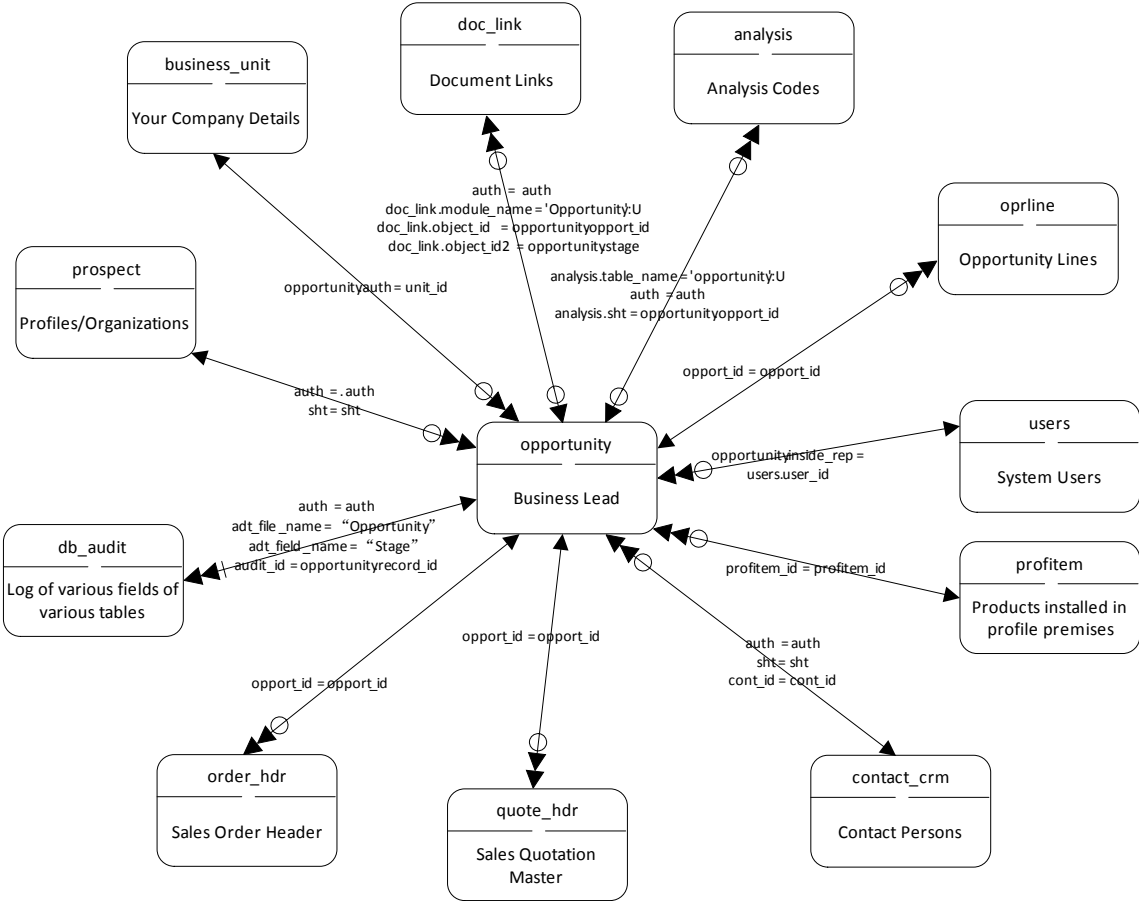 doc_link
Document Links
analysis
Analysis Codes
business_unit
Your Company Details
auth = auth
doc_link.module_name = 'Opportunity':U
doc_link.object_id = opportunityopport_id
doc_link.object_id2 = opportunitystage
oprline
Opportunity Lines
prospect
Profiles/Organizations
opportunityauth = unit_id
analysis.table_name='opportunity':U
auth = auth
analysis.sht = opportunityopport_id
opport_id = opport_id
auth = . auth
sht = sht
opportunity
Business Lead
opportunityinside_rep =
users.user_id
users
System Users
auth = auth
adt_file_name = “Opportunity”
adt_field_name = “Stage”
audit_id = opportunityrecord_id
db_audit
Log of various fields of
various tables
profitem_id = profitem_id
profitem
Products installed in
profile premises
opport_id = opport_id
auth = auth
sht = sht
cont_id = cont_id
opport_id = opport_id
order_hdr
Sales Order Header
quote_hdr
Sales Quotation
Master
contact_crm
Contact Persons